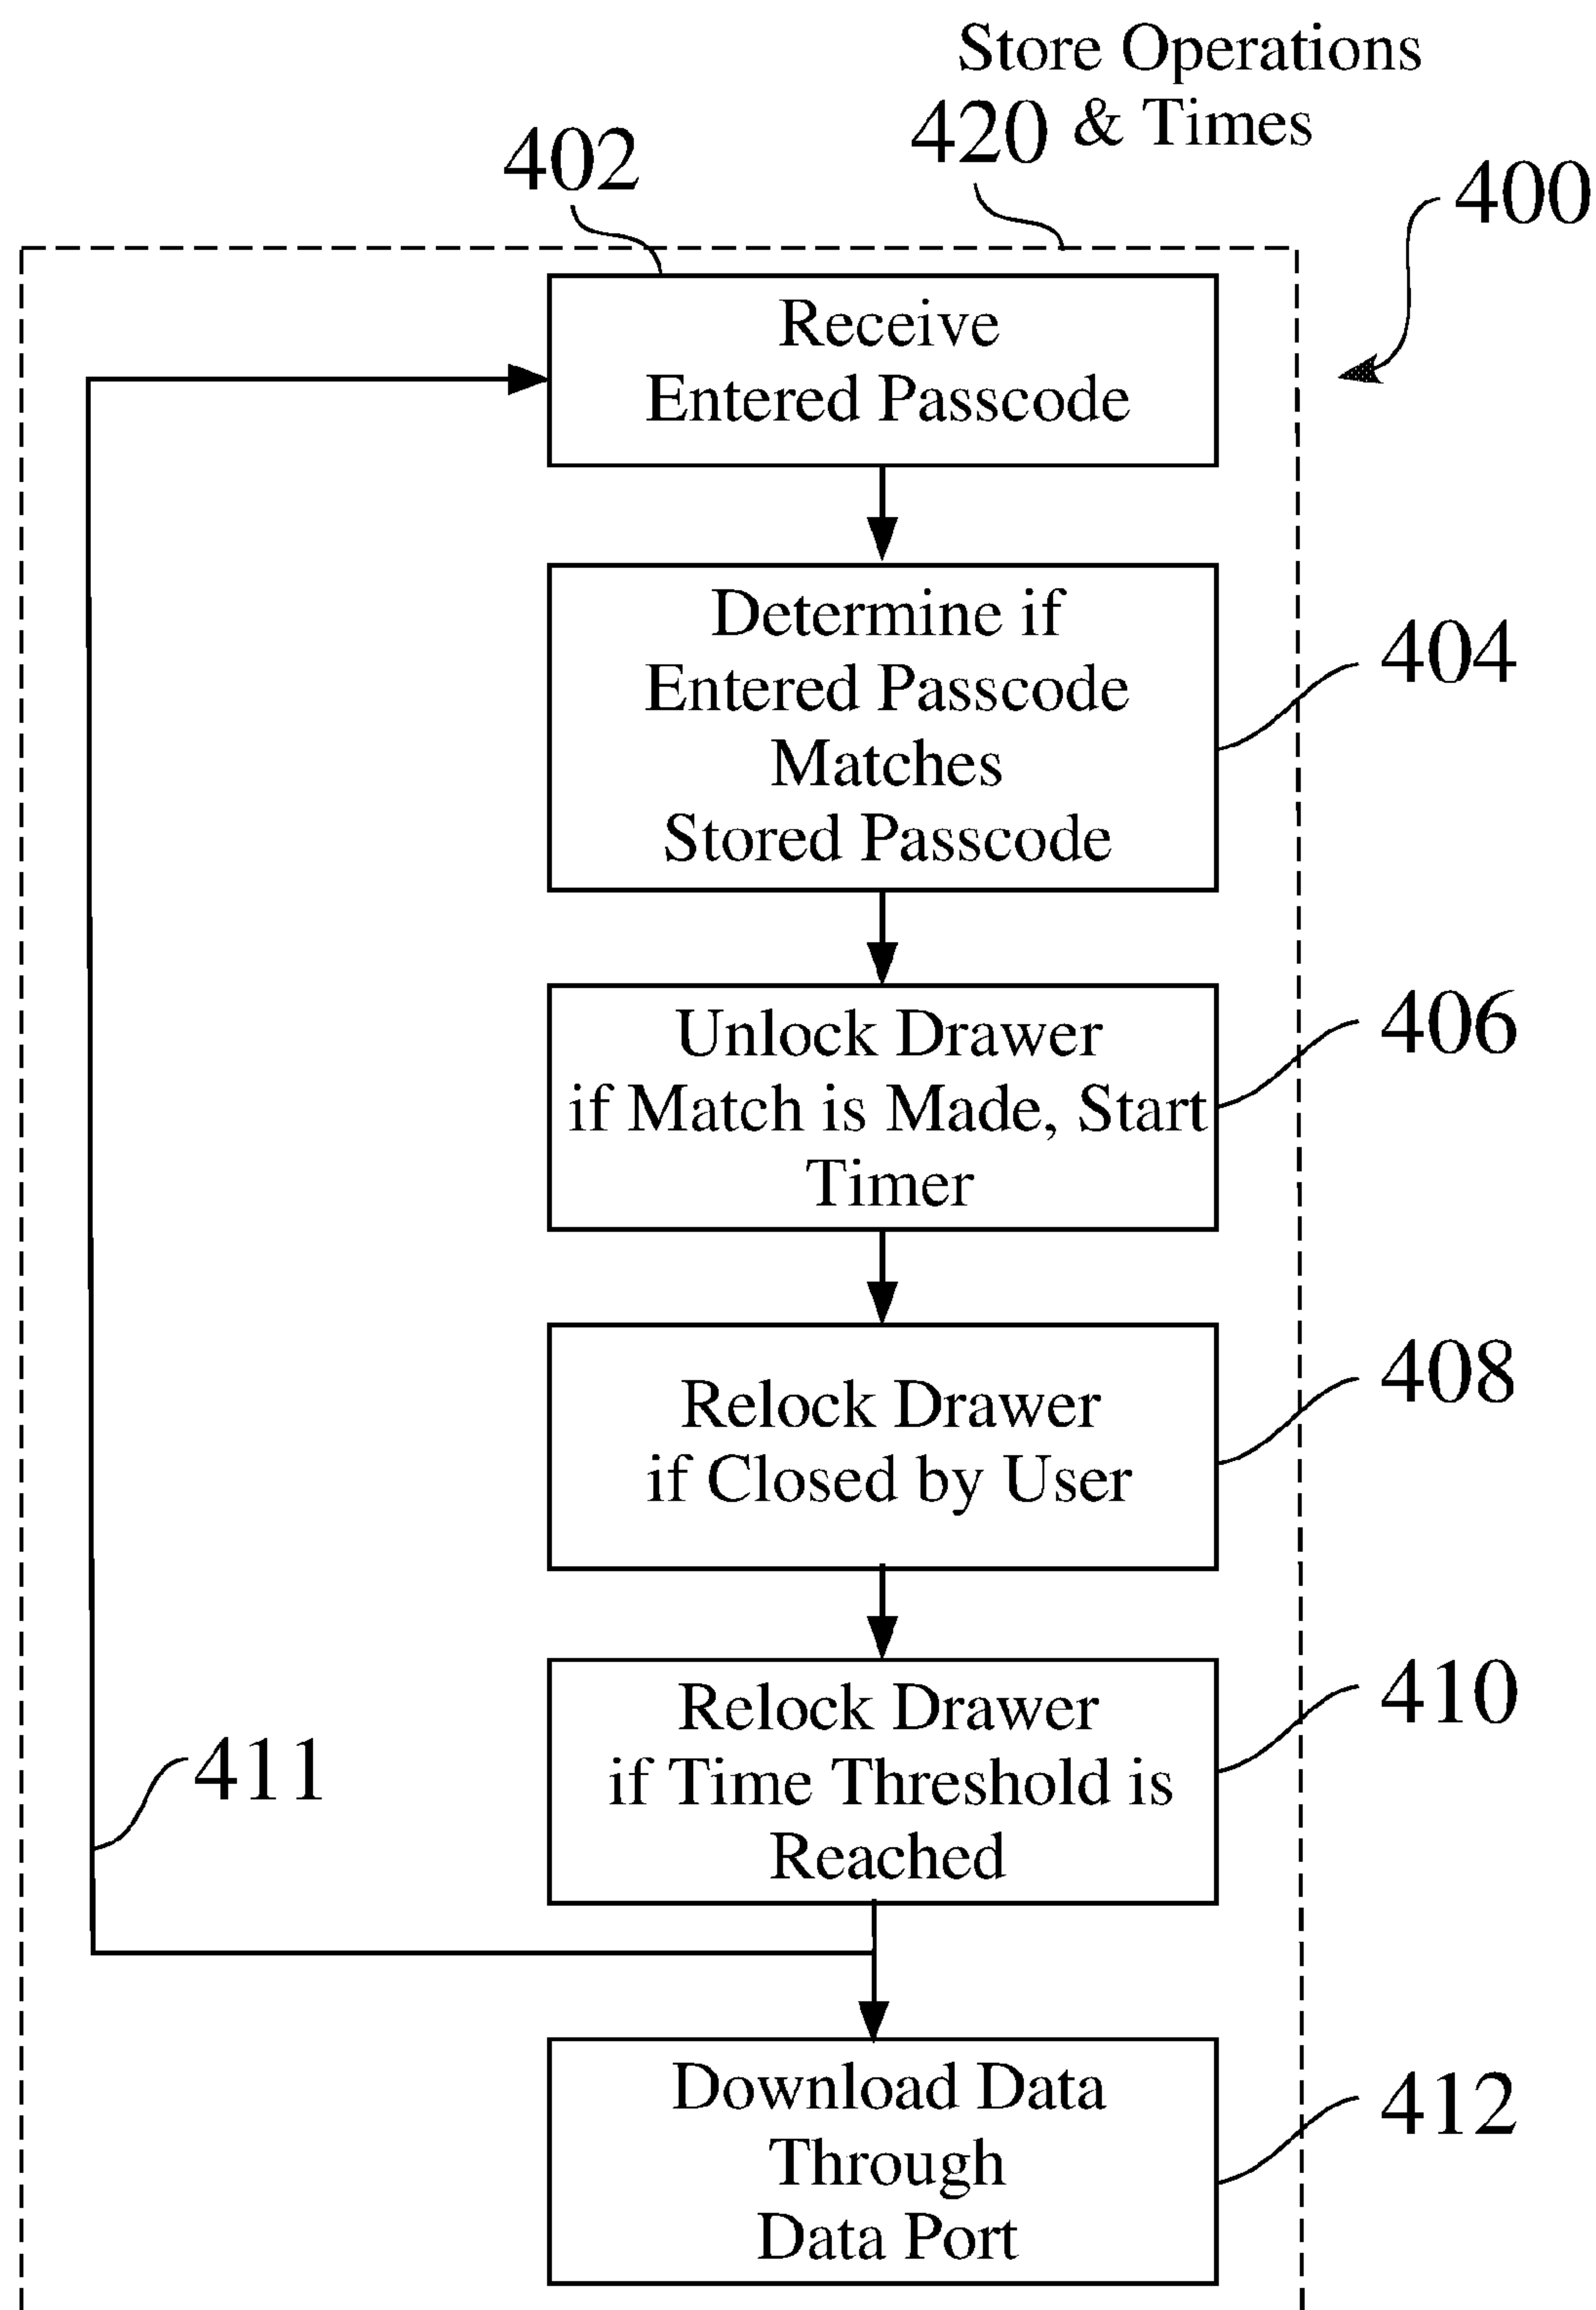 Store Operations
420 & Times
402
400
Receive
Entered Passcode
Determine if
Entered Passcode
Matches
Stored Passcode
404
Unlock Drawer
if Match is Made, Start
Timer
406
Relock Drawer
if Closed by User
408
Relock Drawer
if Time Threshold is
Reached
410
411
Download Data
Through
Data Port
412